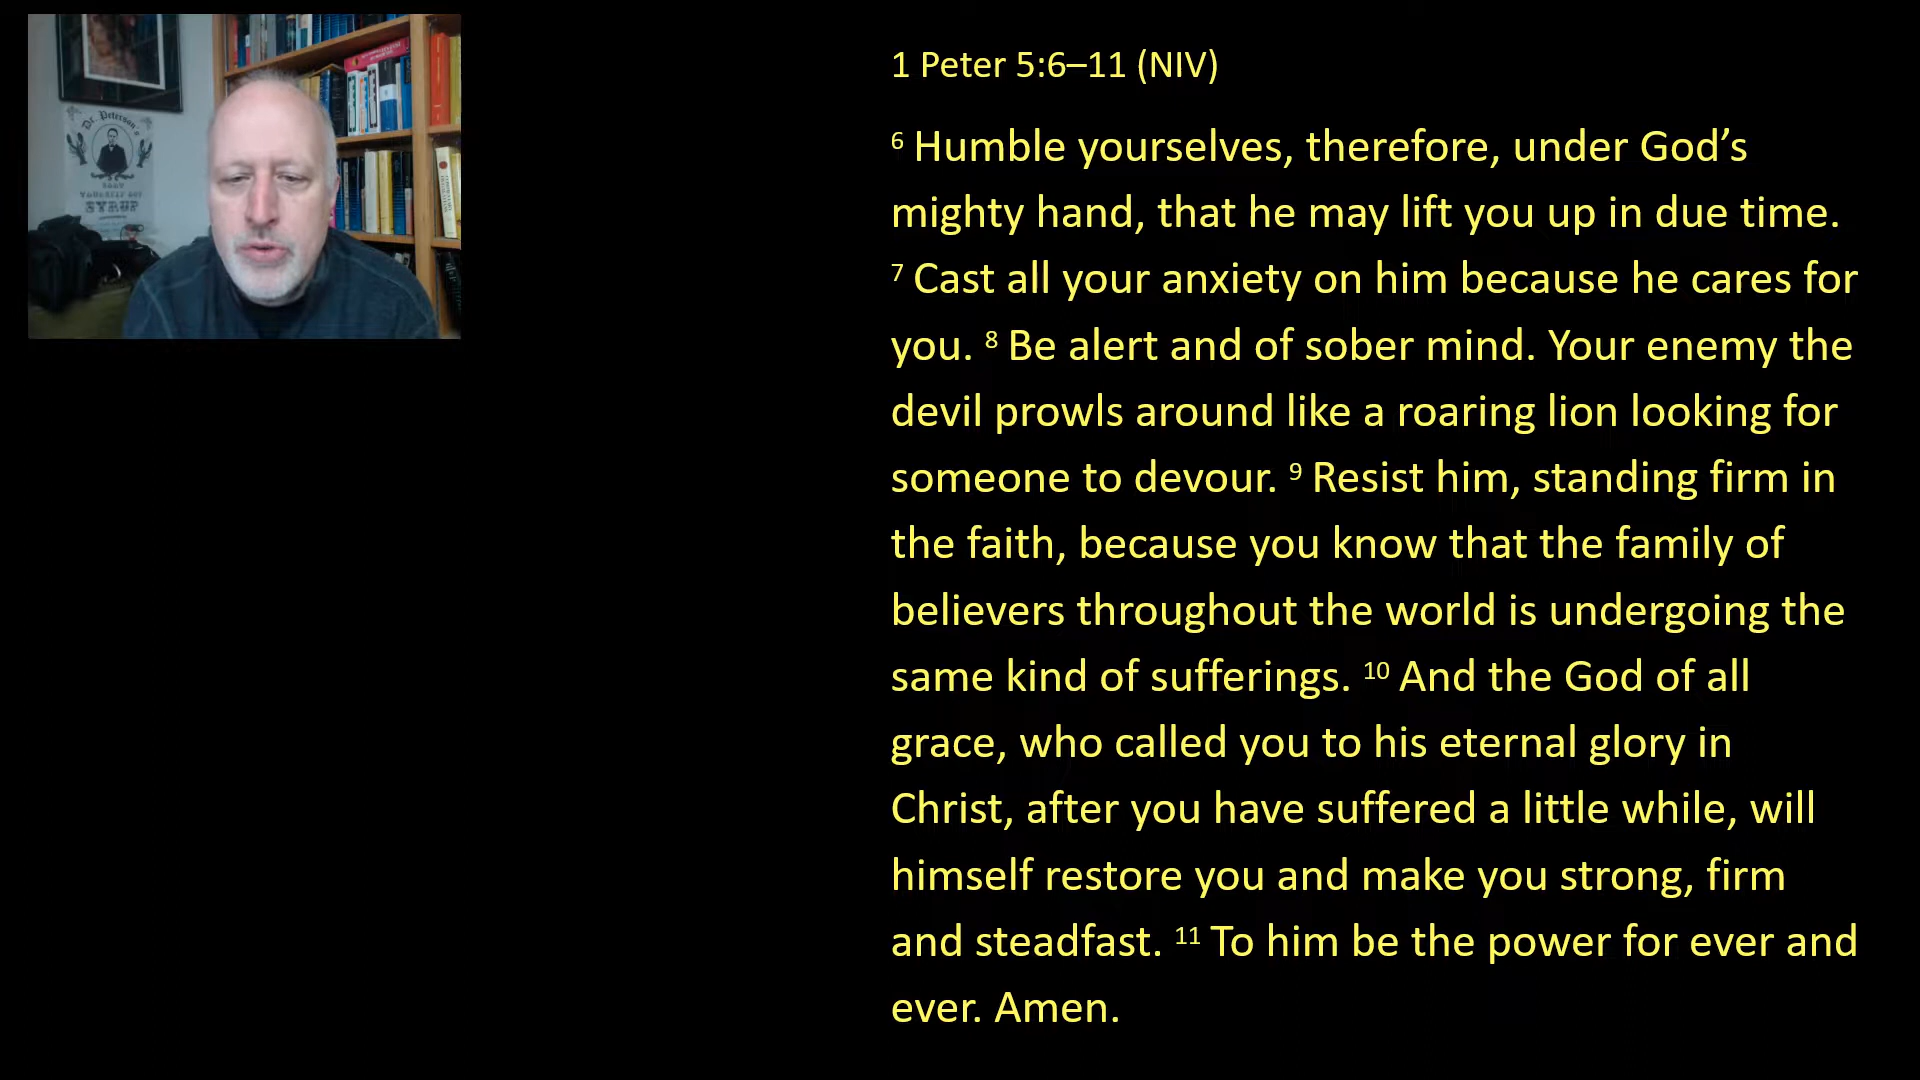 Dr. Peterson's
SYRUP
1 Peter 5:6–11 (NIV)
6 Humble yourselves, therefore, under God’s
mighty hand, that he may lift you up in due time.
7 Cast all your anxiety on him because he cares for
you. 8 Be alert and of sober mind. Your enemy the
devil prowls around like a roaring lion looking for
someone to devour. 9 Resist him, standing firm in
the faith, because you know that the family of
believers throughout the world is undergoing the
same kind of sufferings. 10 And the God of all
grace, who called you to his eternal glory in
Christ, after you have suffered a little while, will
himself restore you and make you strong, firm
and steadfast. 11 To him be the power for ever and
ever. Amen.